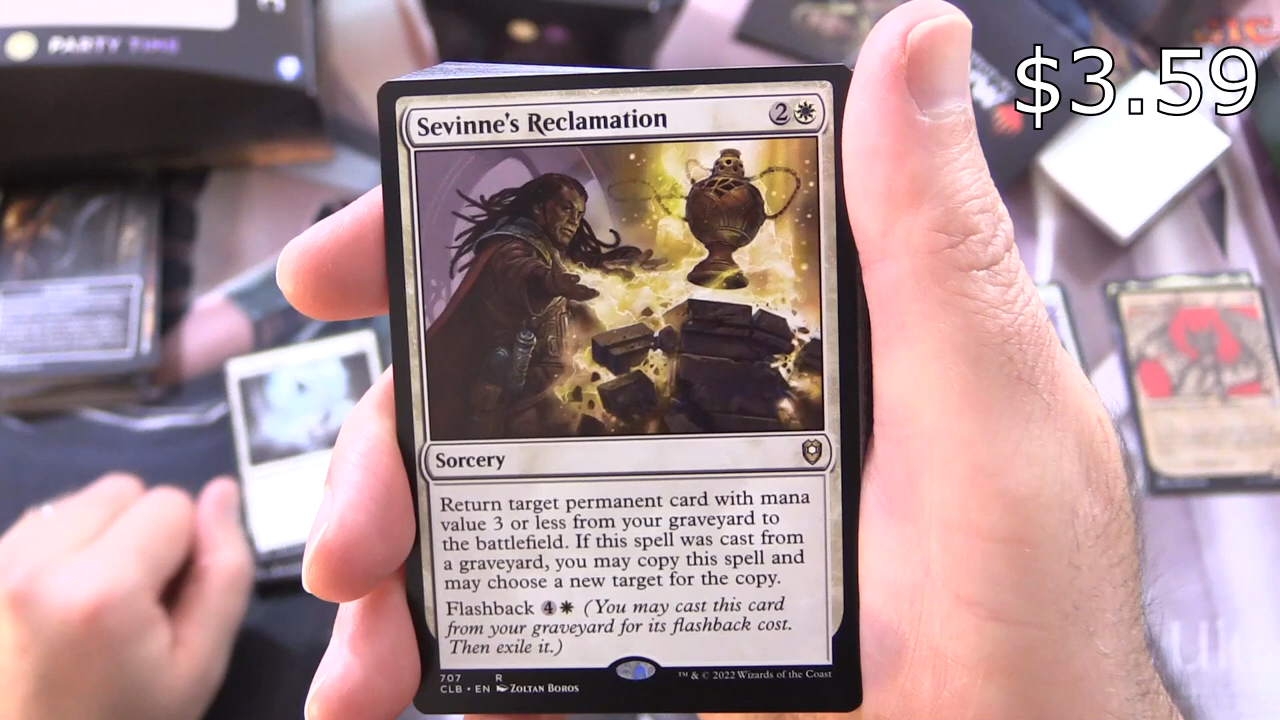 PARTY TIME
$3.59
Sevinne's Reclamation 2
Sorcery
Return target permanent card with mana
value 3 or less from your graveyard to
the battlefield. If this spell was cast from
a graveyard, you may copy this spell and
may choose a new target for the copy.
Flashback 4 (You may cast this card
from your graveyard for its flashback cost.
Then exile it.)
707 R
CLB • EN ZOLTAN BOROS
™ & © 2022 Wizards of the Coast